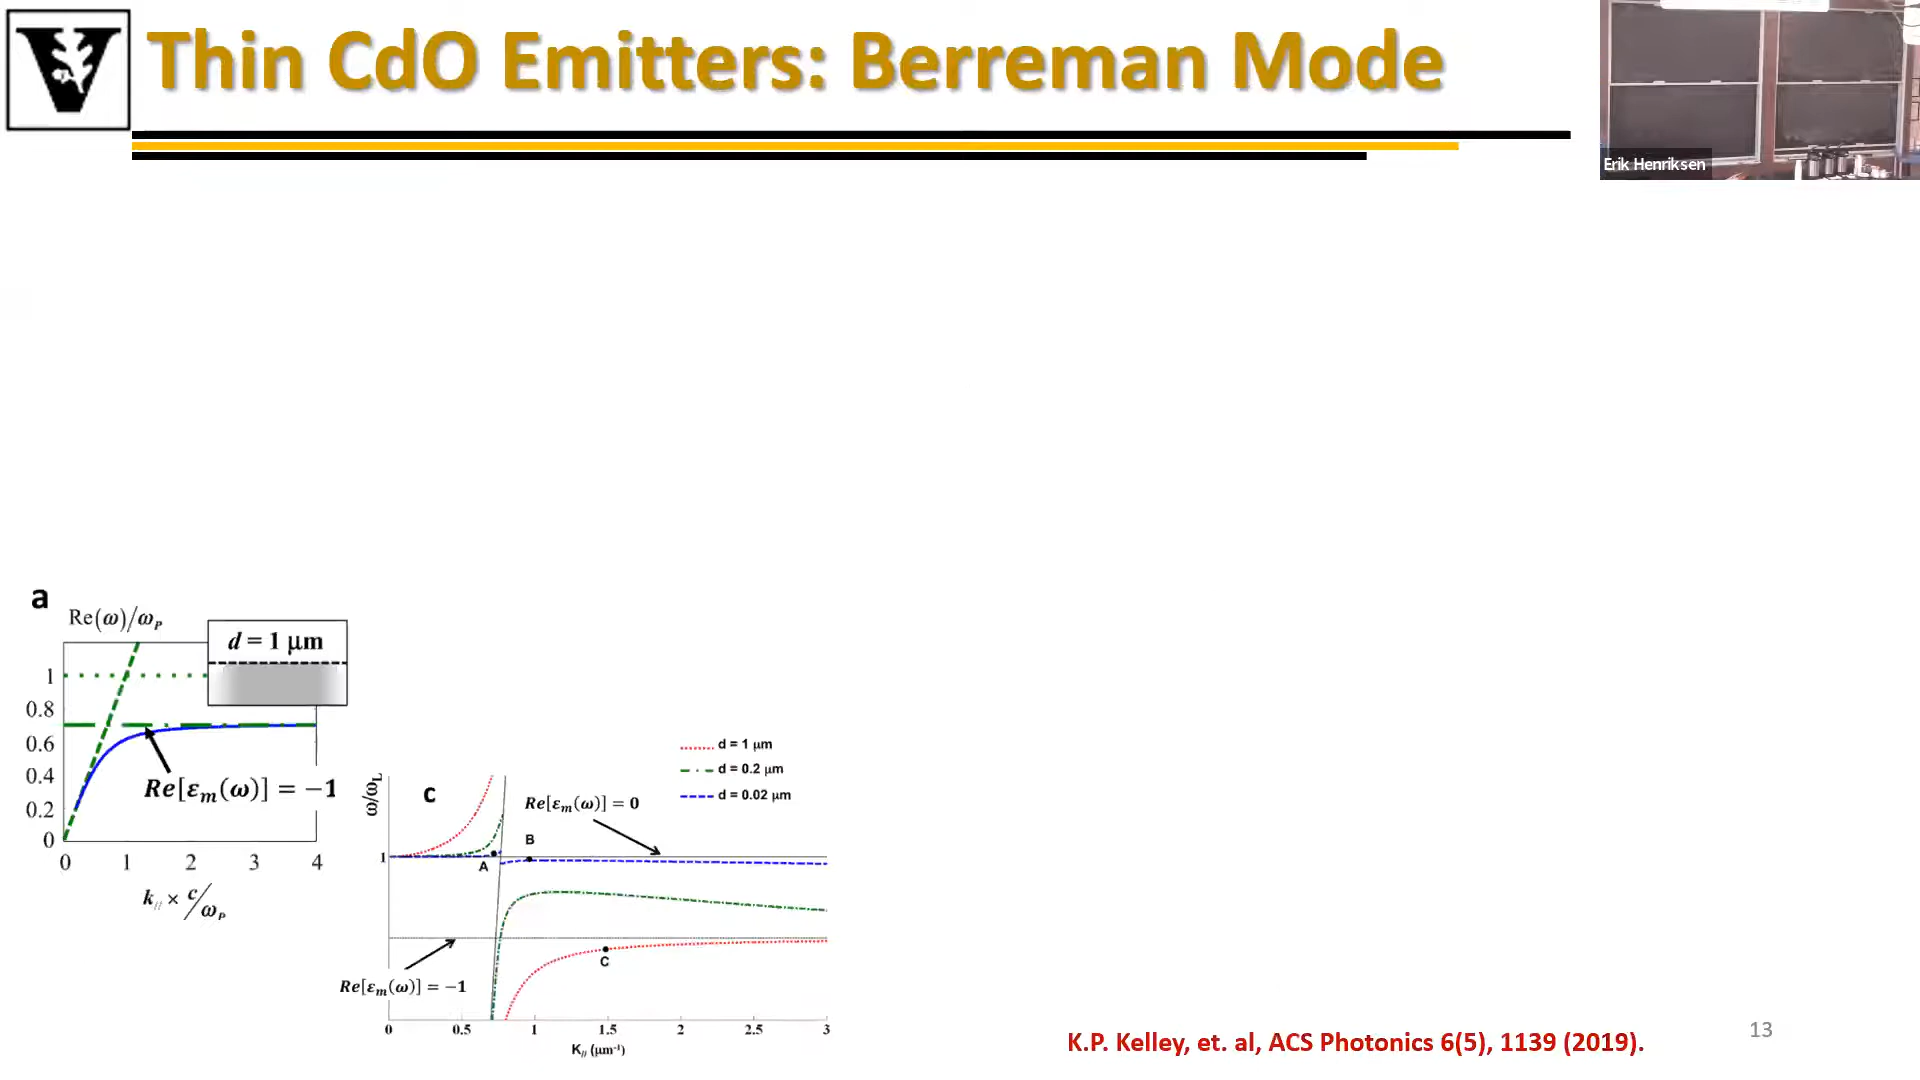 Thin CdO Emitters: Berreman Mode
Erik Henriksen
a
Re(ω)/ω_P
d = 1 μm
1
0.8
0.6
0.4
0.2
0
Re[ε_m(ω)] = −1
0 1 2 3 4
k_// × c/ω_P
d = 1 μm
d = 0.2 μm
d = 0.02 μm
ω/ω_L
c
Re[ε_m(ω)] = 0
B
1
A
C
Re[ε_m(ω)] = −1
0 0.5 1 1.5 2 2.5 3
K_// (μm⁻¹)
K.P. Kelley, et. al, ACS Photonics 6(5), 1139 (2019).
13